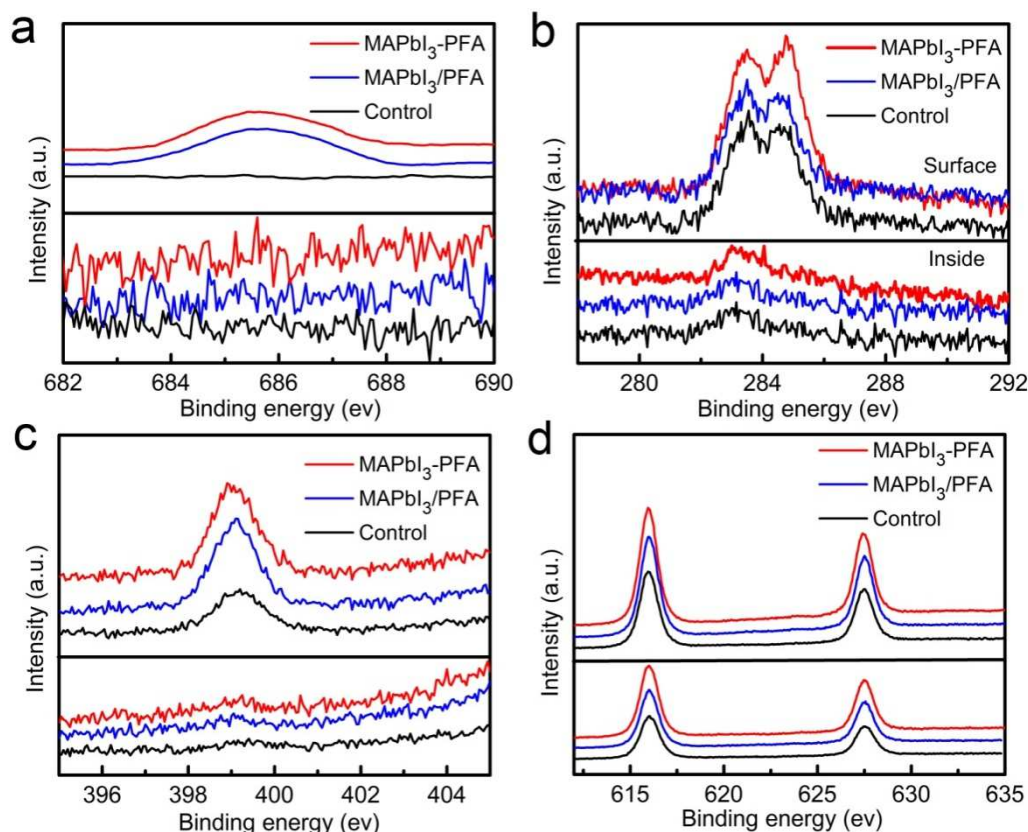 a
MAPbI3-PFA
MAPbI3/PFA
Control
Intensity (a.u.)
682 684 686 688 690
Binding energy (ev)
b
MAPbI3-PFA
MAPbI3/PFA
Control
Surface
Inside
Intensity (a.u.)
280 284 288 292
Binding energy (ev)
c
MAPbI3-PFA
MAPbI3/PFA
Control
Intensity (a.u.)
396 398 400 402 404
Binding energy (ev)
d
MAPbI3-PFA
MAPbI3/PFA
Control
Intensity (a.u.)
615 620 625 630 635
Binding energy (ev)